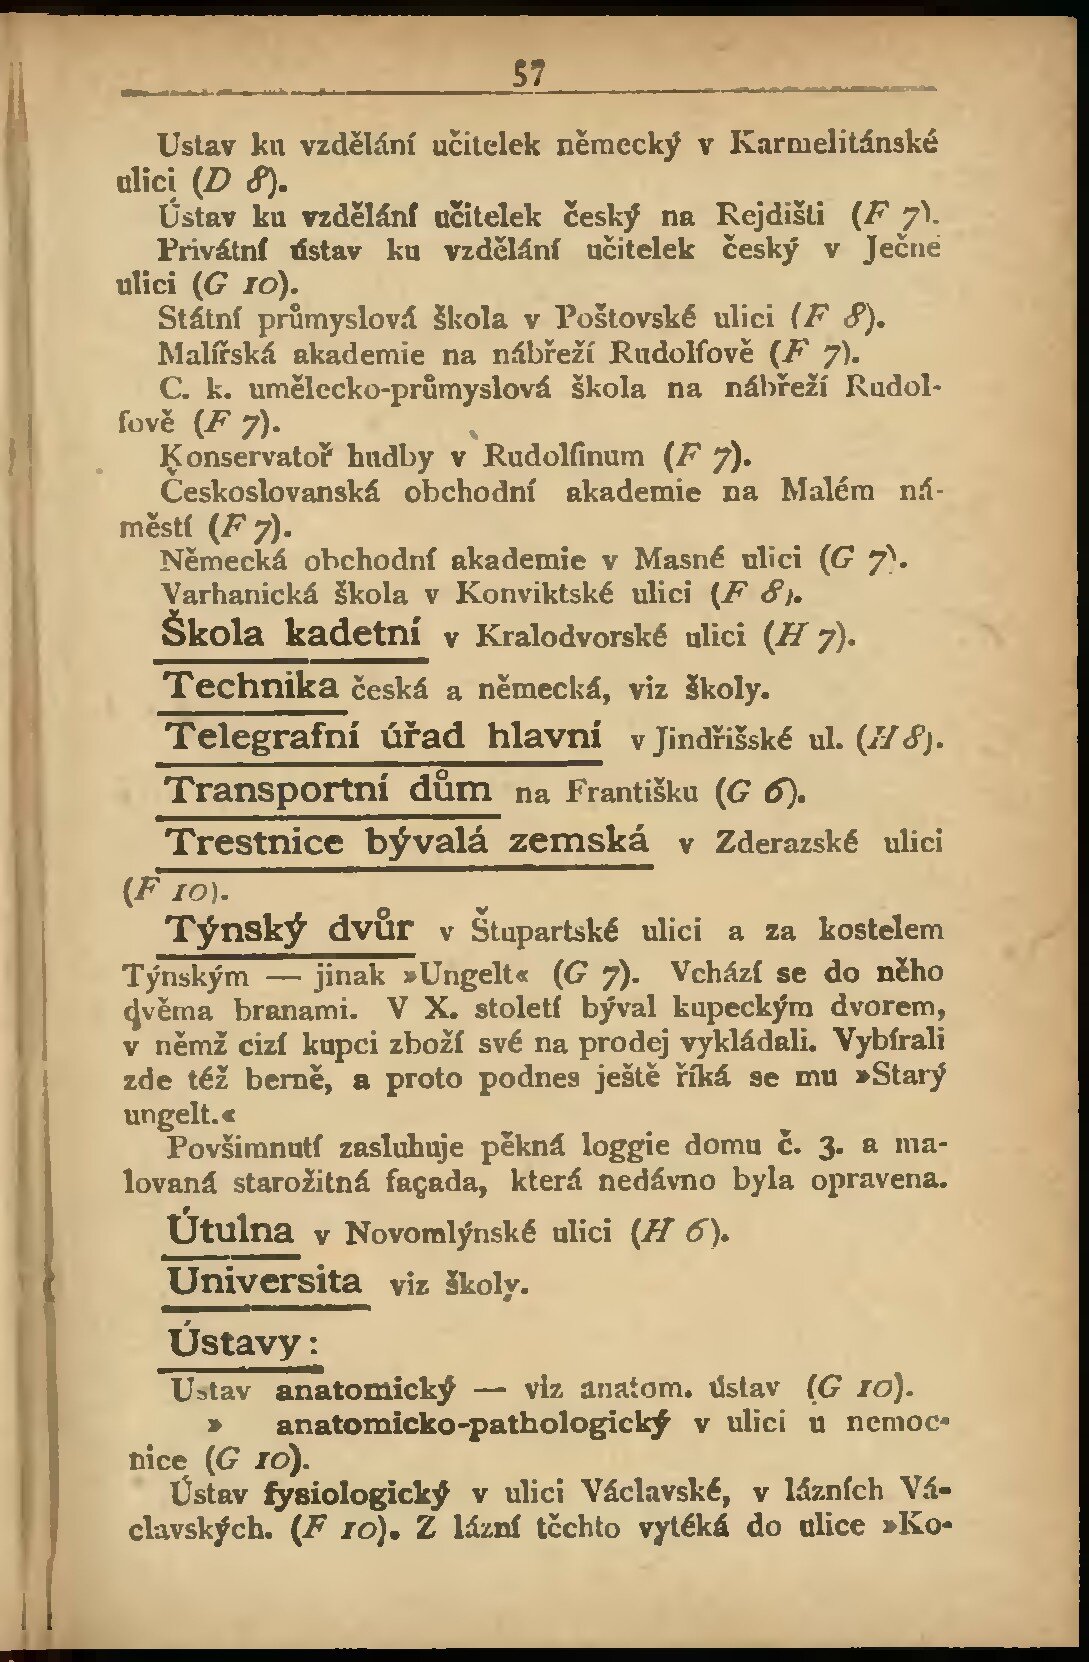 57
Ustav ku vzdělání učitelek německý v Karmelitánské
ulici (D 8).
Ústav ku vzdělání učitelek český na Rejdišti (F 7).
Privátní ústav ku vzdělání učitelek český v Ječné
ulici (G 10).
Státní průmyslová škola v Poštovské ulici (F 8).
Malířská akademie na nábřeží Rudolfově (F 7).
C. k. umělecko-průmyslová škola na nábřeží Rudol-
fově (F 7).
Konservatoř hudby v Rudolfinum (F 7).
Českoslovanská obchodní akademie na Malém ná-
městí (F 7).
Německá obchodní akademie v Masné ulici (G 7).
Varhanická škola v Konviktské ulici (F 8).
Škola kadetní v Kralodvorské ulici (H 7).
Technika česká a německá, viz školy.
Telegrafní úřad hlavní v Jindřišské ul. (H 8).
Transportní dům na Františku (G 6).
Trestnice bývalá zemská v Zderazské ulici
(F 10).
Týnský dvůr v Štupartské ulici a za kostelem
Týnským — jinak »Ungelt« (G 7). Vchází se do něho
dvěma branami. V X. století býval kupeckým dvorem,
v němž cizí kupci zboží své na prodej vykládali. Vybírali
zde též berně, a proto podnes ještě říká se mu »Starý
ungelt.«
Povšimnutí zasluhuje pěkná loggie domu č. 3. a ma-
lovaná starožitná façada, která nedávno byla opravena.
Útulna v Novomlýnské ulici (H 6).
Universita viz školy.
Ústavy:
Ustav anatomický — viz anatom. ústav (G 10).
» anatomicko-pathologický v ulici u nemoc-
nice (G 10).
Ústav fysiologický v ulici Václavské, v lázních Vá-
clavských. (F 10). Z lázní těchto vytéká do ulice »Ko-